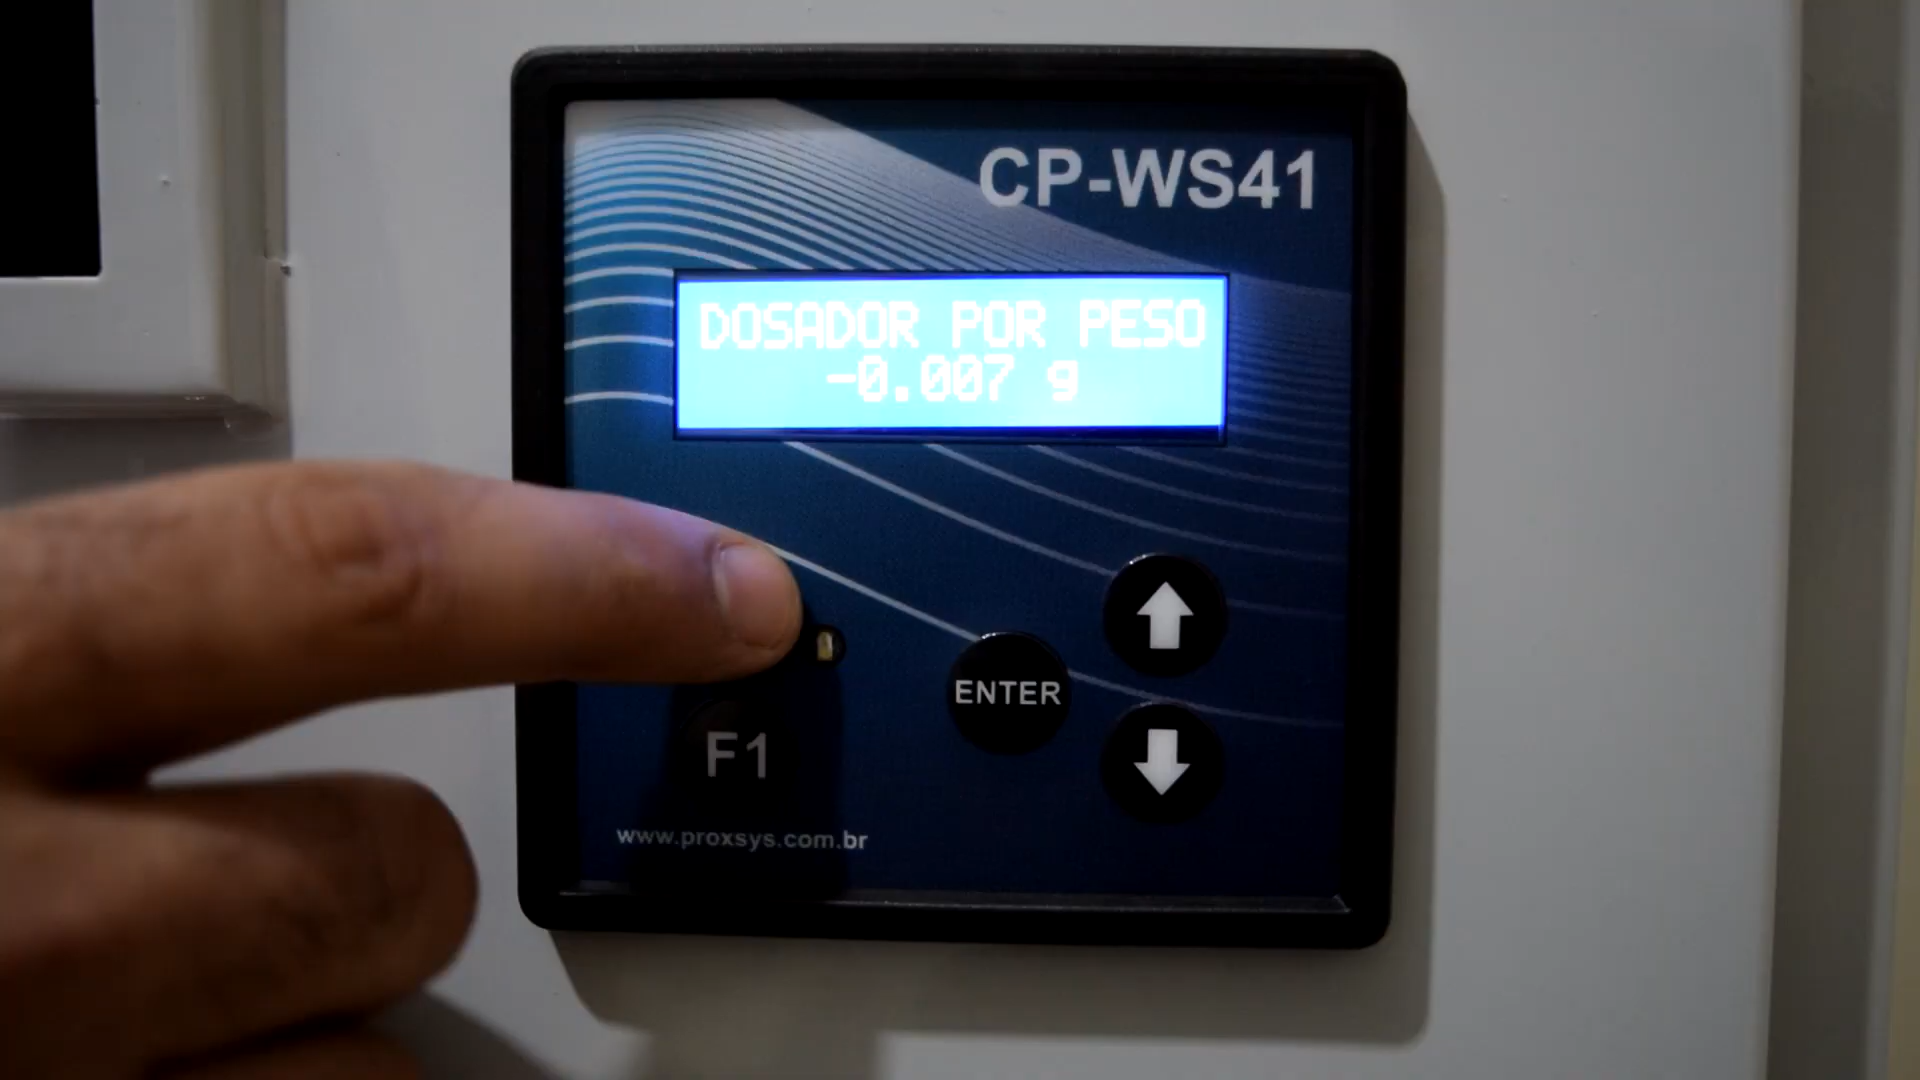 CP-WS41
DOSADOR POR PESO
-0.007 g
ENTER
F1
www.proxsys.com.br